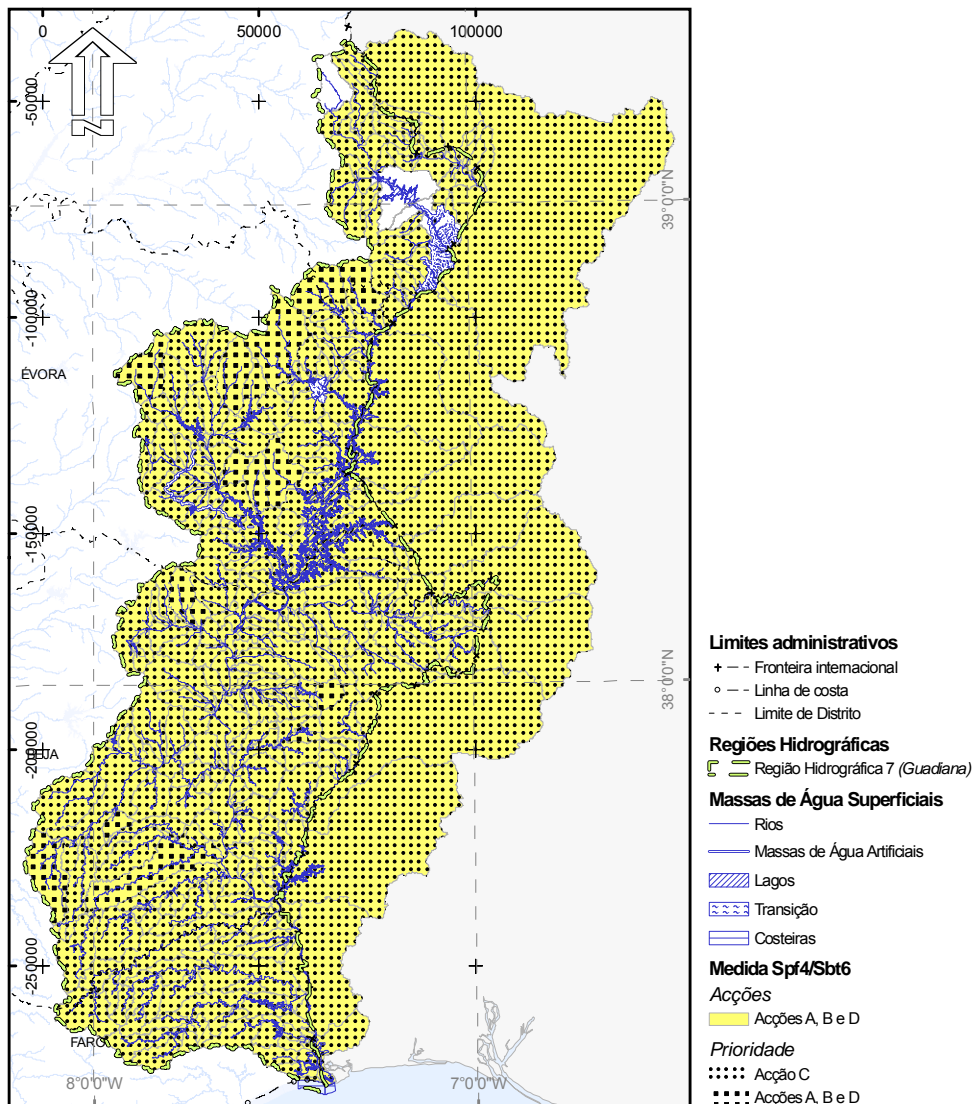 0
50000
100000
N
-50000
39°0'0"N
-100000
ÉVORA
-150000
38°0'0"N
-200000
EJA
-250000
FARO
8°0'0"W
7°0'0"W
Limites administrativos
Fronteira internacional
Linha de costa
Limite de Distrito
Regiões Hidrográficas
Região Hidrográfica 7 (Guadiana)
Massas de Água Superficiais
Rios
Massas de Água Artificiais
Lagos
Transição
Costeiras
Medida Spf4/Sbt6
Acções
Acções A, B e D
Prioridade
Acção C
Acções A, B e D